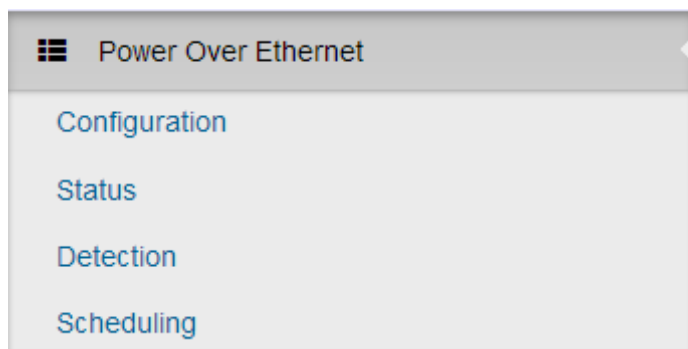 Power Over Ethernet
Configuration
Status
Detection
Scheduling